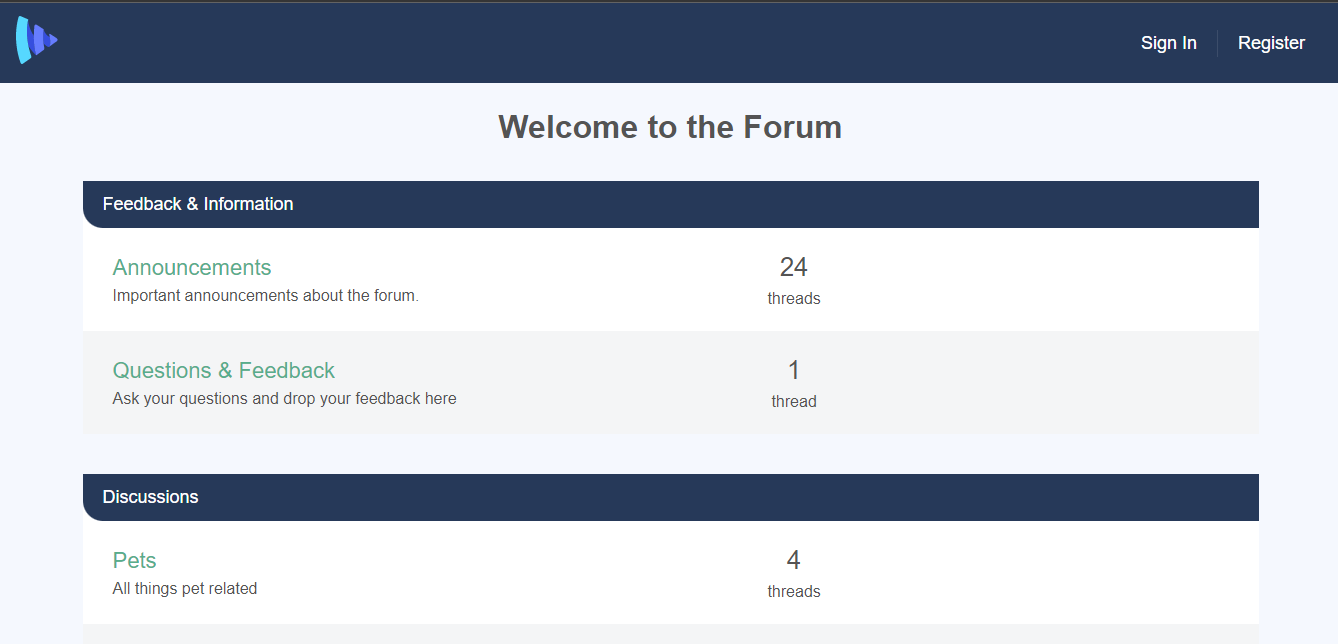 Sign In
Register
Welcome to the Forum
Feedback & Information
Announcements
Important announcements about the forum.
24
threads
Questions & Feedback
Ask your questions and drop your feedback here
1
thread
Discussions
Pets
All things pet related
4
threads